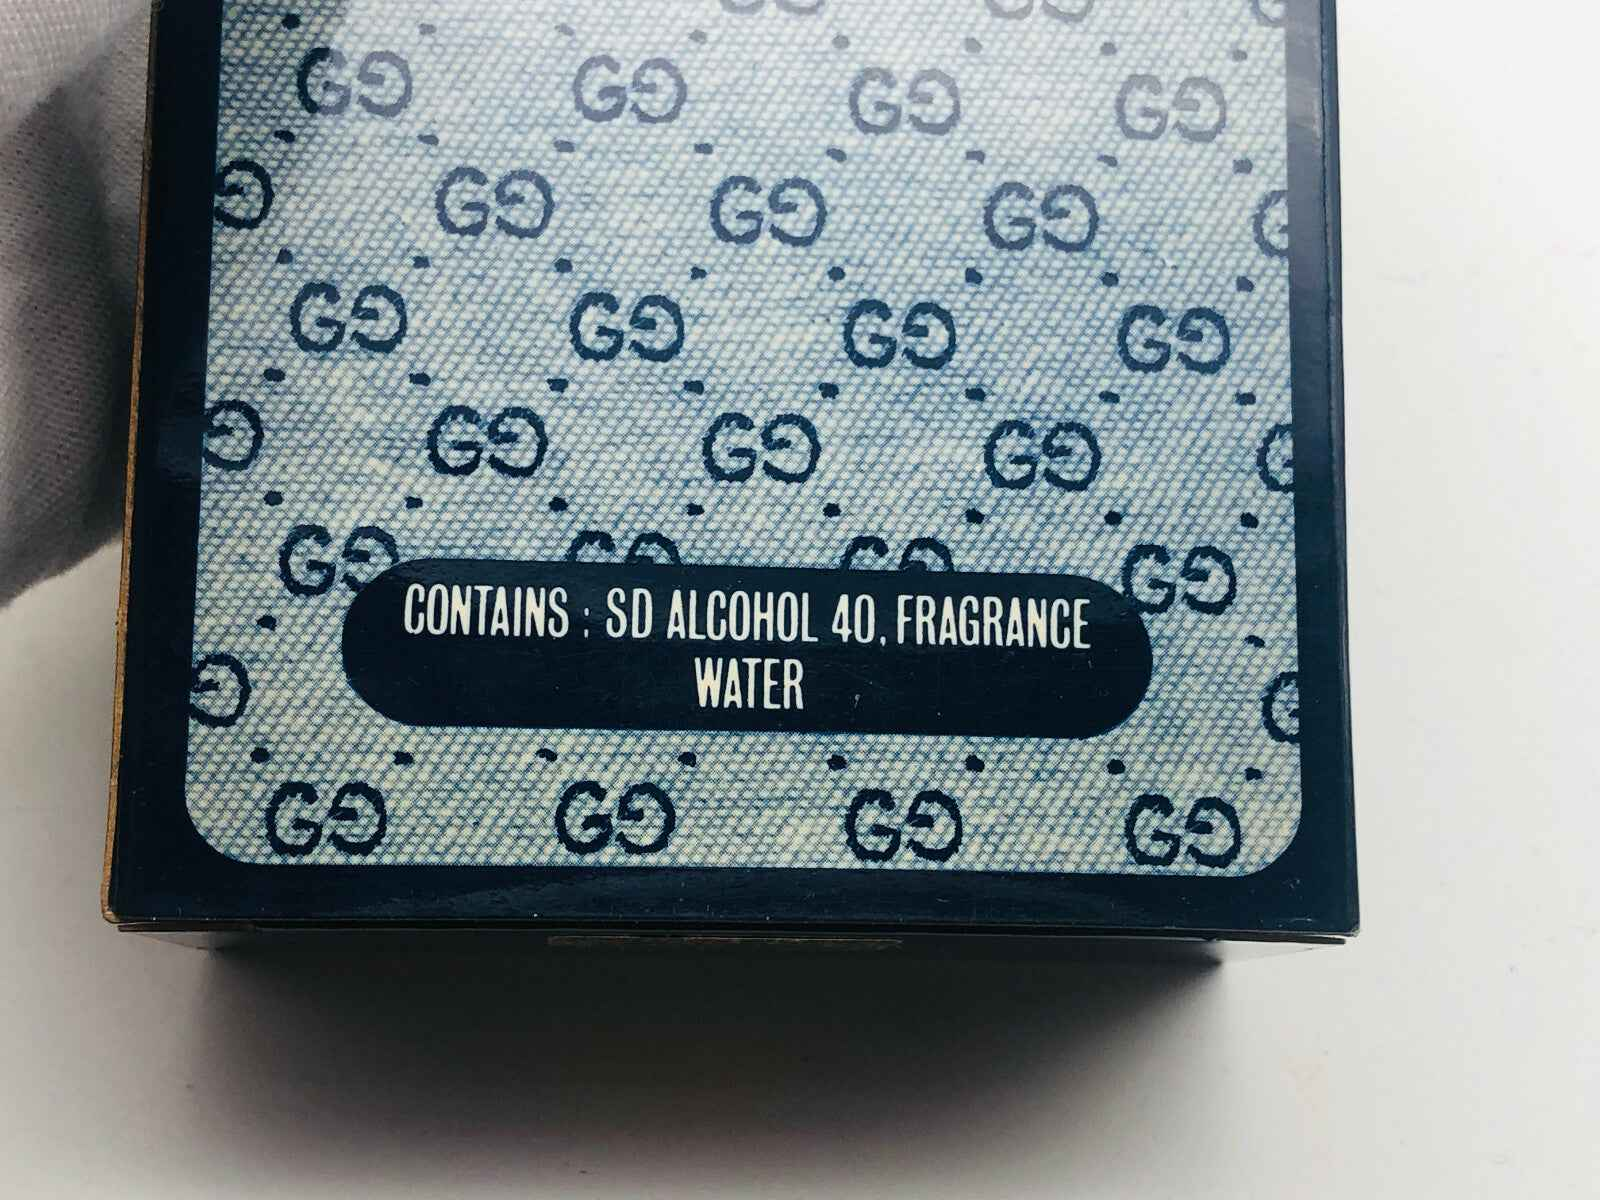 CONTAINS : SD ALCOHOL 40, FRAGRANCE
WATER